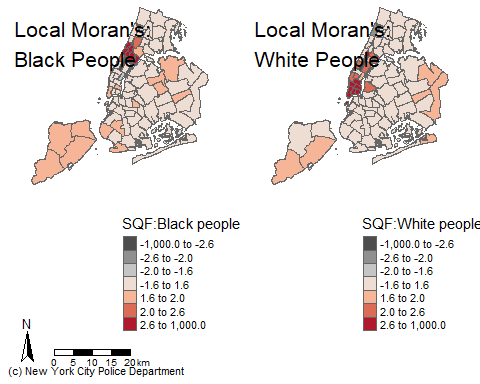 Local Moran's:
Black People
Local Moran's:
White People
SQF:Black people
-1,000.0 to -2.6
-2.6 to -2.0
-2.0 to -1.6
-1.6 to 1.6
1.6 to 2.0
2.0 to 2.6
2.6 to 1,000.0
SQF:White people
-1,000.0 to -2.6
-2.6 to -2.0
-2.0 to -1.6
-1.6 to 1.6
1.6 to 2.0
2.0 to 2.6
2.6 to 1,000.0
N
0 5 10 15 20 km
(c) New York City Police Department